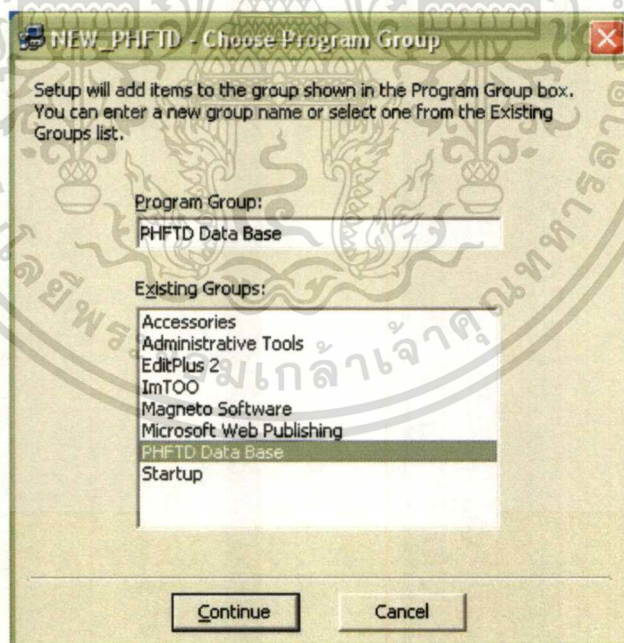 NEW_PHFTD - Choose Program Group
Setup will add items to the group shown in the Program Group box.
You can enter a new group name or select one from the Existing
Groups list.
Program Group:
PHFTD Data Base
Existing Groups:
Accessories
Administrative Tools
EditPlus 2
ImTOO
Magneto Software
Microsoft Web Publishing
PHFTD Data Base
Startup
Continue
Cancel